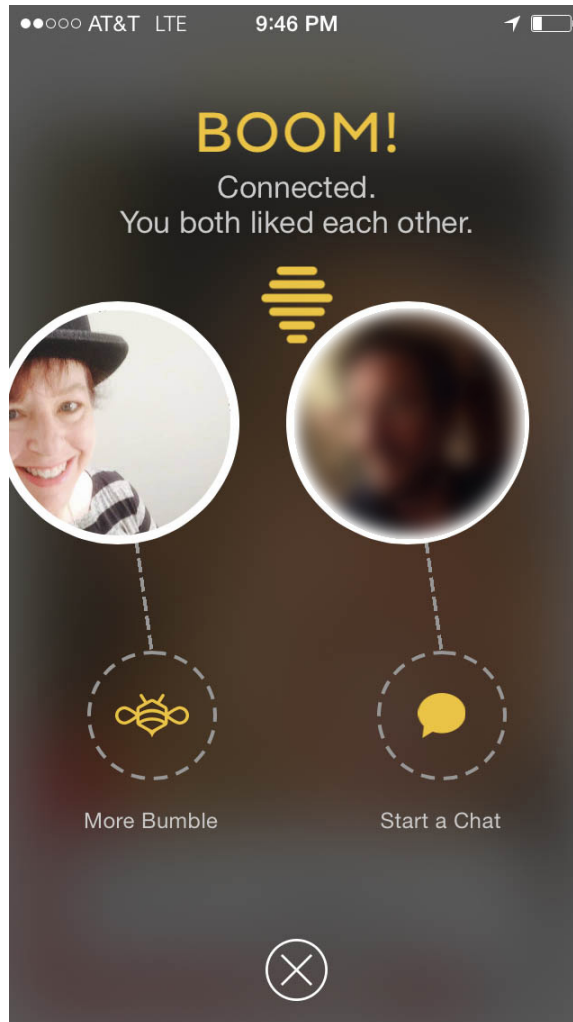 AT&T LTE 9:46 PM
BOOM!
Connected.
You both liked each other.
More Bumble
Start a Chat